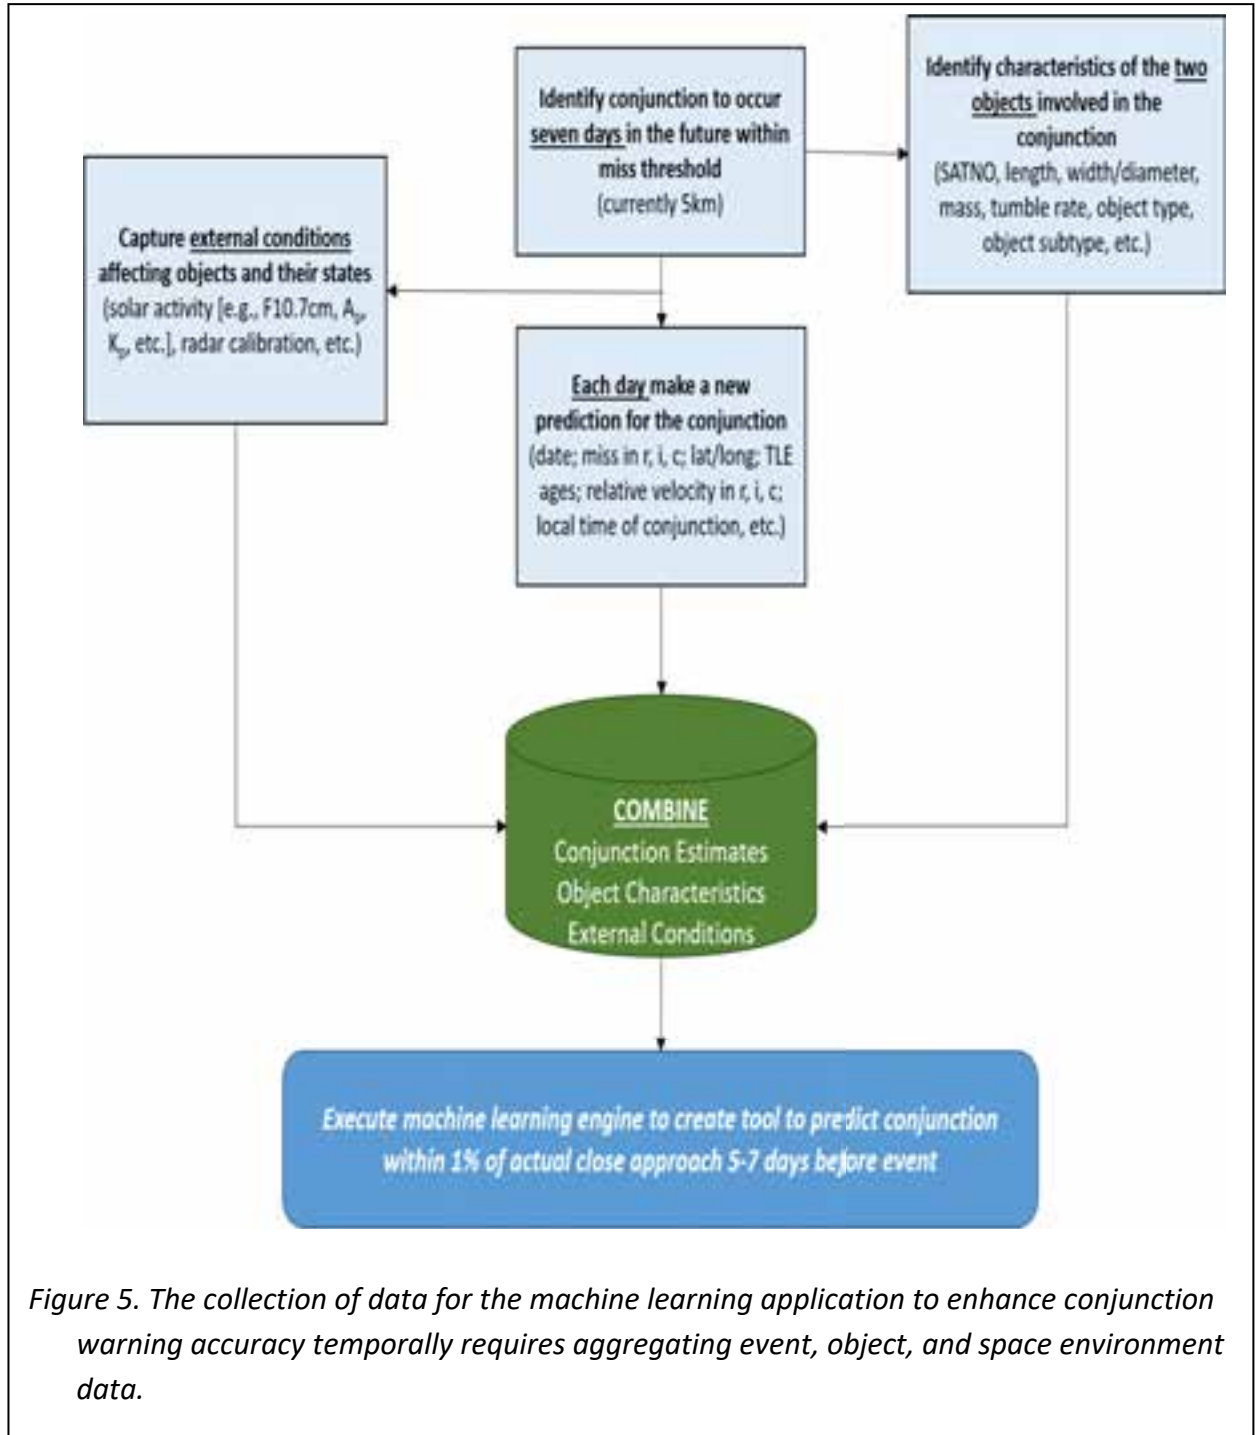 Identify conjunction to occur
seven days in the future within
miss threshold
(currently 5km)
Identify characteristics of the two
objects involved in the
conjunction
(SATNO, length, width/diameter,
mass, tumble rate, object type,
object subtype, etc.)
Capture external conditions
affecting objects and their states
(solar activity [e.g., F10.7cm, Ap,
Kp, etc.], radar calibration, etc.)
Each day make a new
prediction for the conjunction
(date; miss in r, i, c; lat/long; TLE
ages; relative velocity in r, i, c;
local time of conjunction, etc.)
COMBINE
Conjunction Estimates
Object Characteristics
External Conditions
Execute machine learning engine to create tool to predict conjunction
within 1% of actual close approach 5-7 days before event
Figure 5. The collection of data for the machine learning application to enhance conjunction
warning accuracy temporally requires aggregating event, object, and space environment
data.